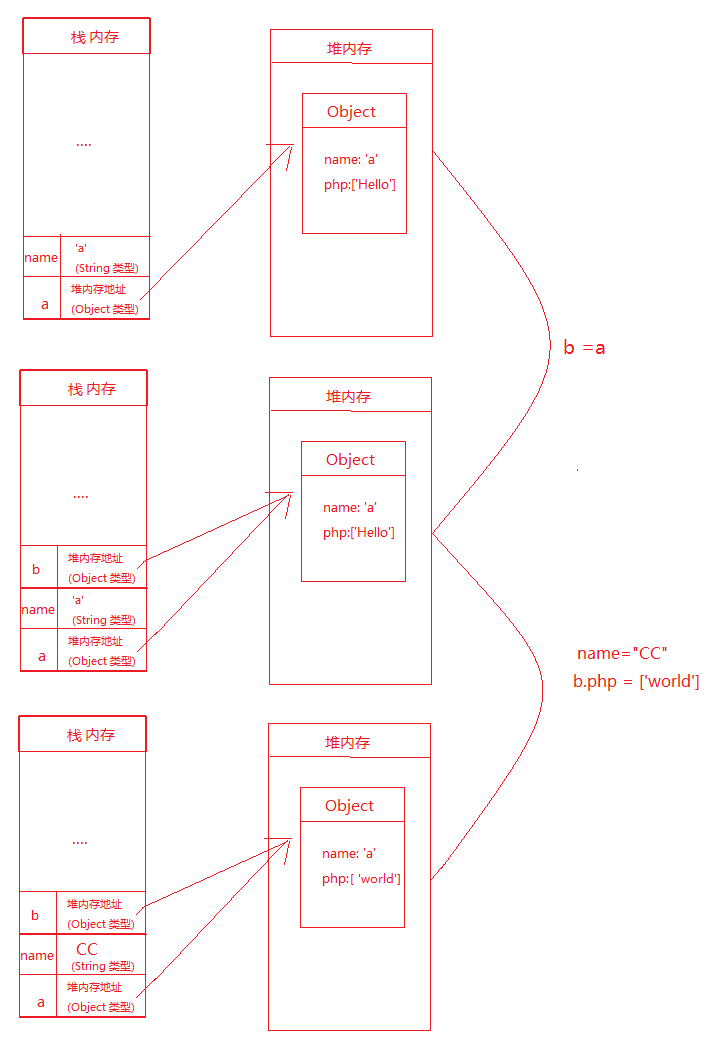 栈 内存
堆内存
Object
name: 'a'
php:['Hello']
....
name
'a'
(String 类型)
a
堆内存地址
(Object 类型)
b =a
栈 内存
堆内存
Object
name: 'a'
php:['Hello']
....
b
堆内存地址
(Object 类型)
name
'a'
(String 类型)
a
堆内存地址
(Object 类型)
name="CC"
b.php = ['world']
栈 内存
堆内存
Object
name: 'a'
php:[ 'world']
....
b
堆内存地址
(Object 类型)
name
CC
(String 类型)
a
堆内存地址
(Object 类型)